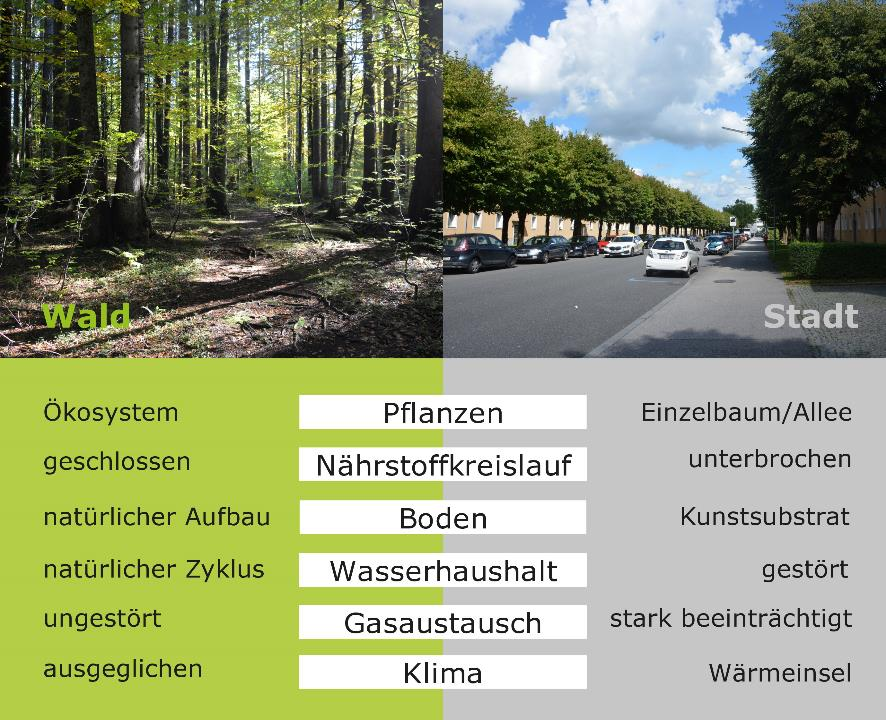 Wald
Stadt
Ökosystem Pflanzen Einzelbaum/Allee
geschlossen Nährstoffkreislauf unterbrochen
natürlicher Aufbau Boden Kunstsubstrat
natürlicher Zyklus Wasserhaushalt gestört
ungestört Gasaustausch stark beeinträchtigt
ausgeglichen Klima Wärmeinsel